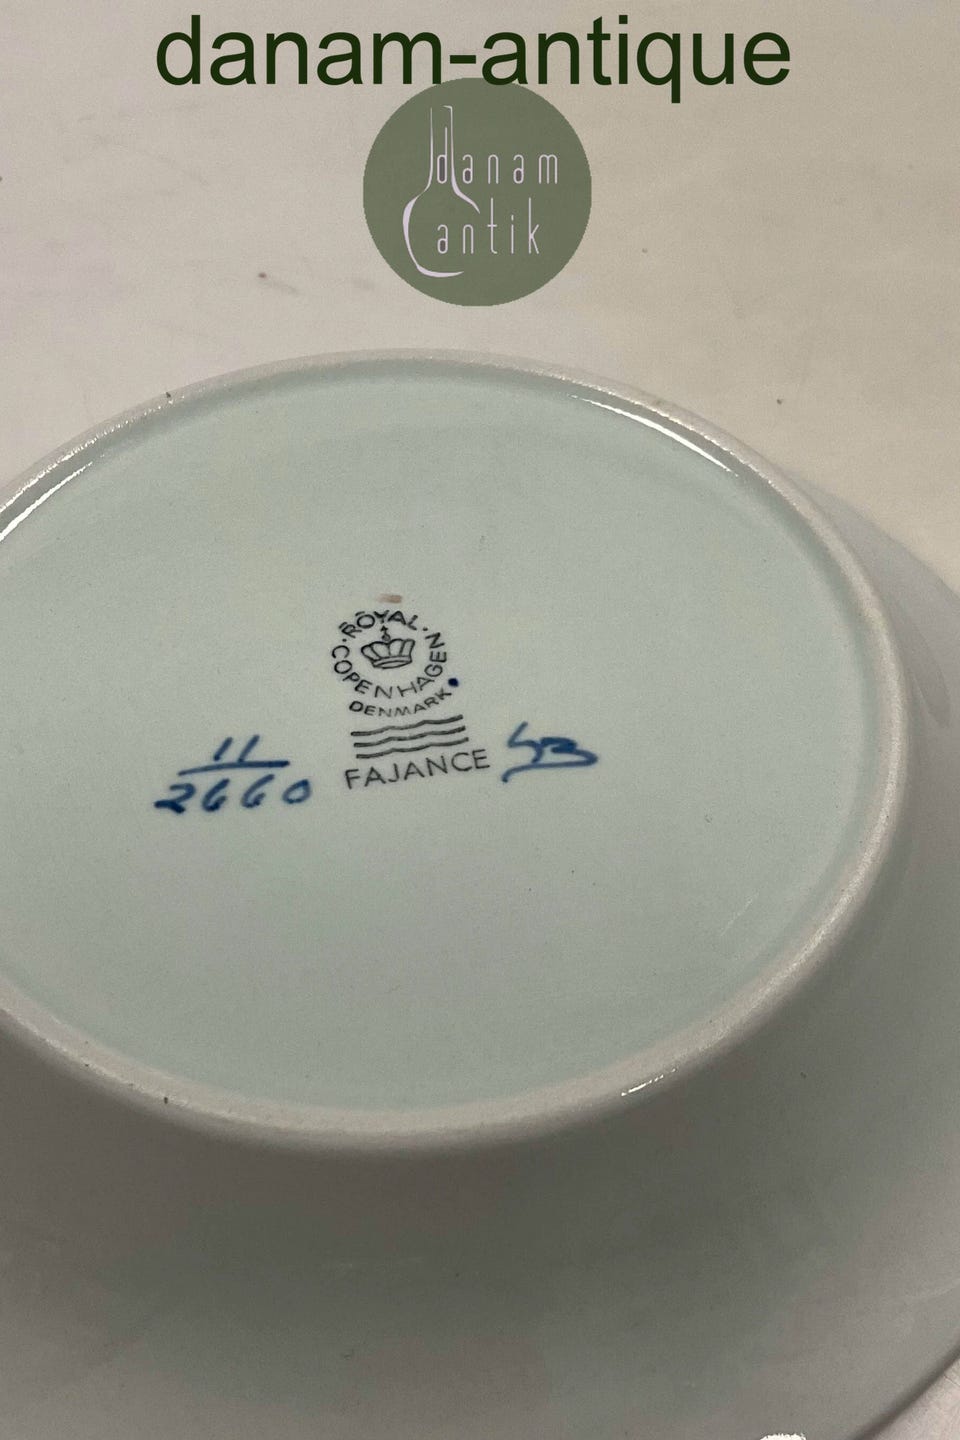 danam-antique
danam
antik
ROYAL COPENHAGEN
DENMARK
FAJANCE
11
2660